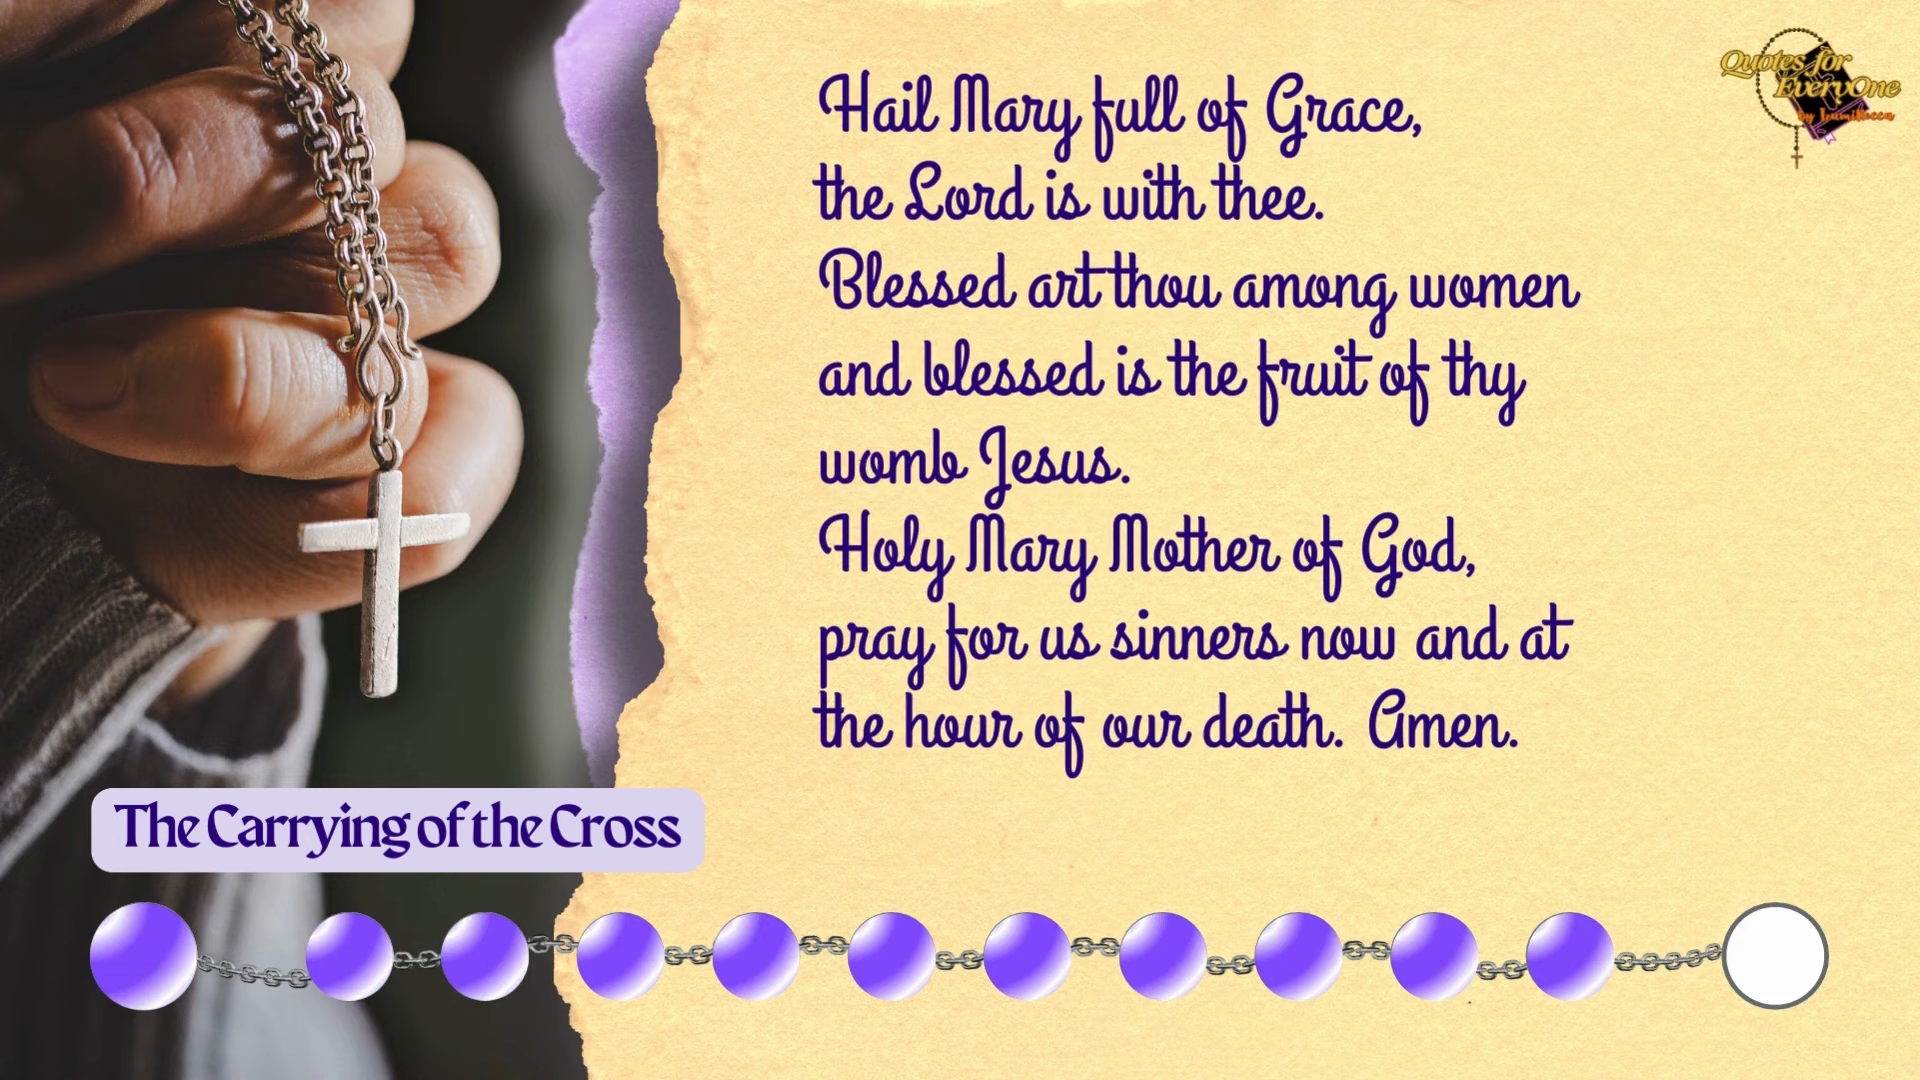 Quotes for
EveryOne
Hail Mary full of Grace,
the Lord is with thee.
Blessed art thou among women
and blessed is the fruit of thy
womb Jesus.
Holy Mary Mother of God,
pray for us sinners now and at
the hour of our death. Amen.
The Carrying of the Cross